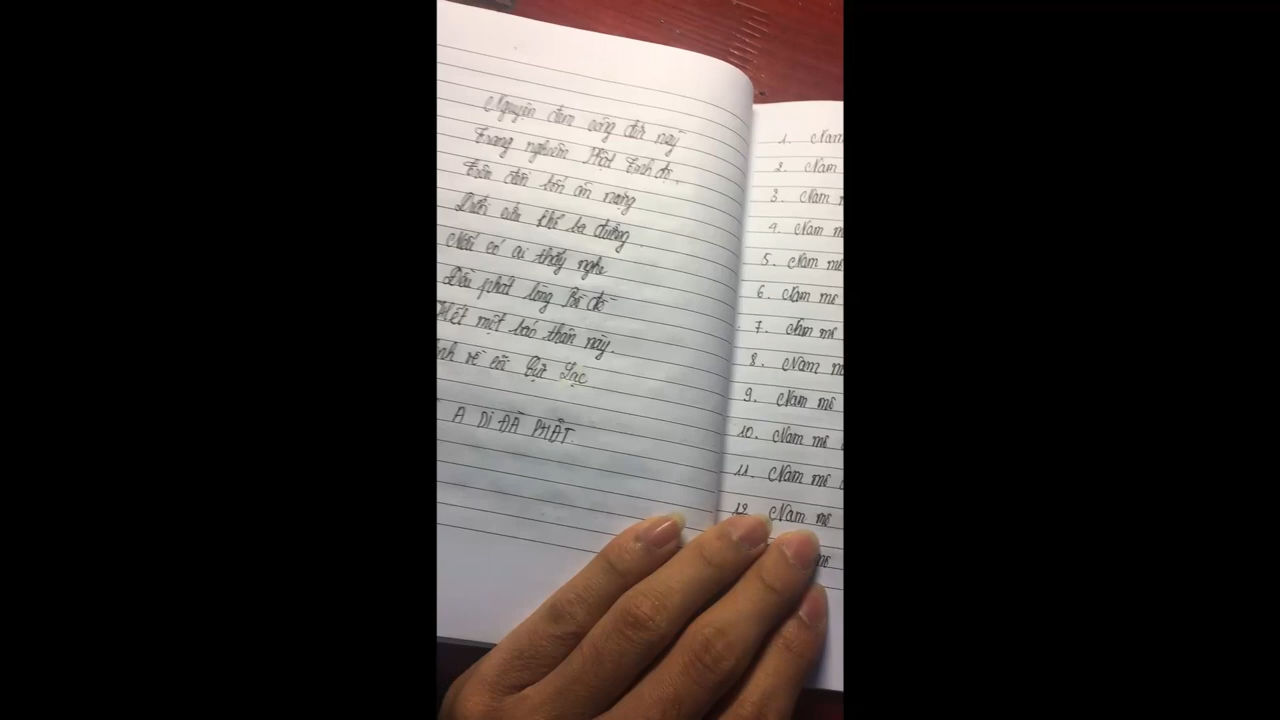 Nguyện đem công đức này
Trang nghiêm Phật Tịnh độ.
Trên đền bốn ân nặng
Dưới cứu khổ ba đường.
Nếu có ai thấy nghe
Đều phát lòng Bồ đề
Hết một báo thân này.
inh về cõi Cực Lạc
A DI ĐÀ PHẬT.
1. Nam
2. Nam
3. Nam m
4. Nam m
5. Nam mô
6. Nam mô
7. Nam mô
8. Nam m
9. Nam mô
10. Nam mô
11. Nam mô
12. Nam mô
mô